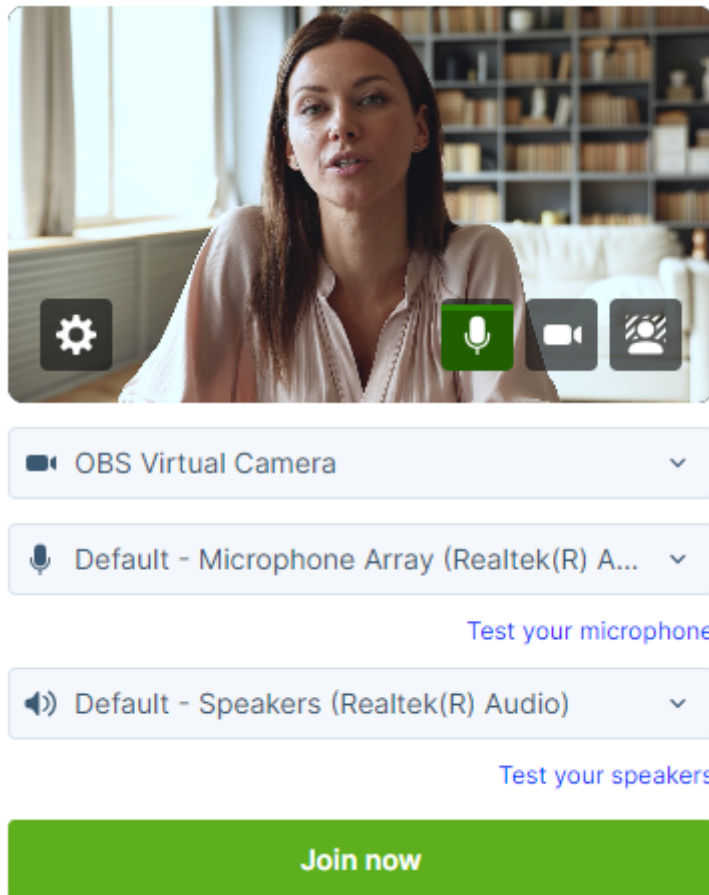 OBS Virtual Camera
Default - Microphone Array (Realtek(R) A...
Test your microphone
Default - Speakers (Realtek(R) Audio)
Test your speakers
Join now